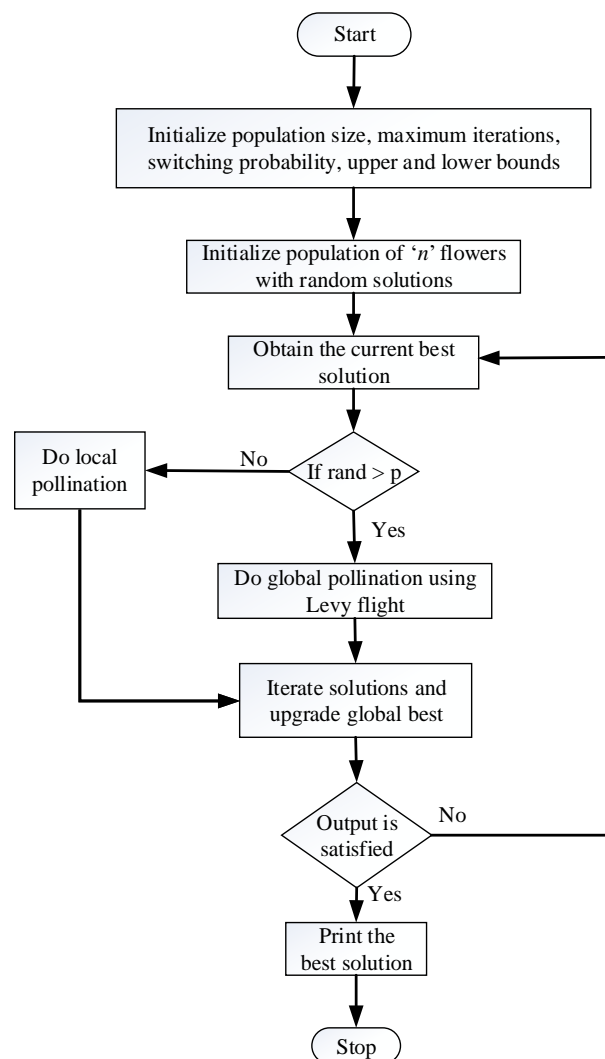 Start
Initialize population size, maximum iterations,
switching probability, upper and lower bounds
Initialize population of ‘n’ flowers
with random solutions
Obtain the current best
solution
If rand > p
No
Do local
pollination
Yes
Do global pollination using
Levy flight
Iterate solutions and
upgrade global best
Output is
satisfied
No
Yes
Print the
best solution
Stop